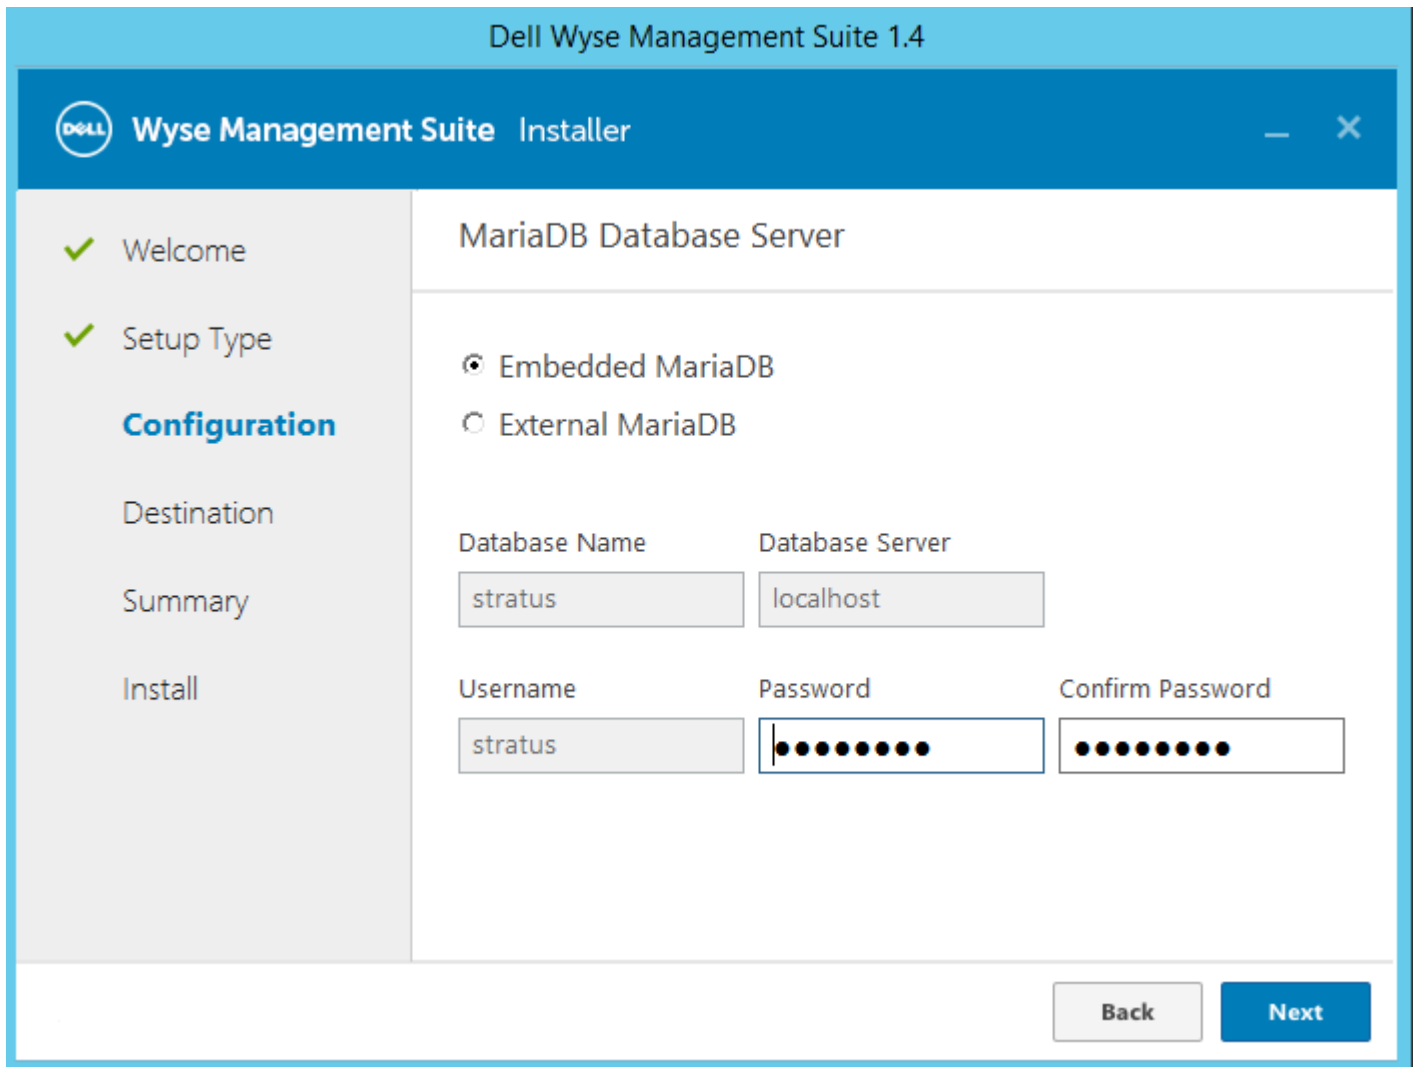 Dell Wyse Management Suite 1.4
DELL Wyse Management Suite Installer
Welcome
Setup Type
Configuration
Destination
Summary
Install
MariaDB Database Server
Embedded MariaDB
External MariaDB
Database Name Database Server
stratus localhost
Username Password Confirm Password
stratus ●●●●●●●● ●●●●●●●●
Back Next